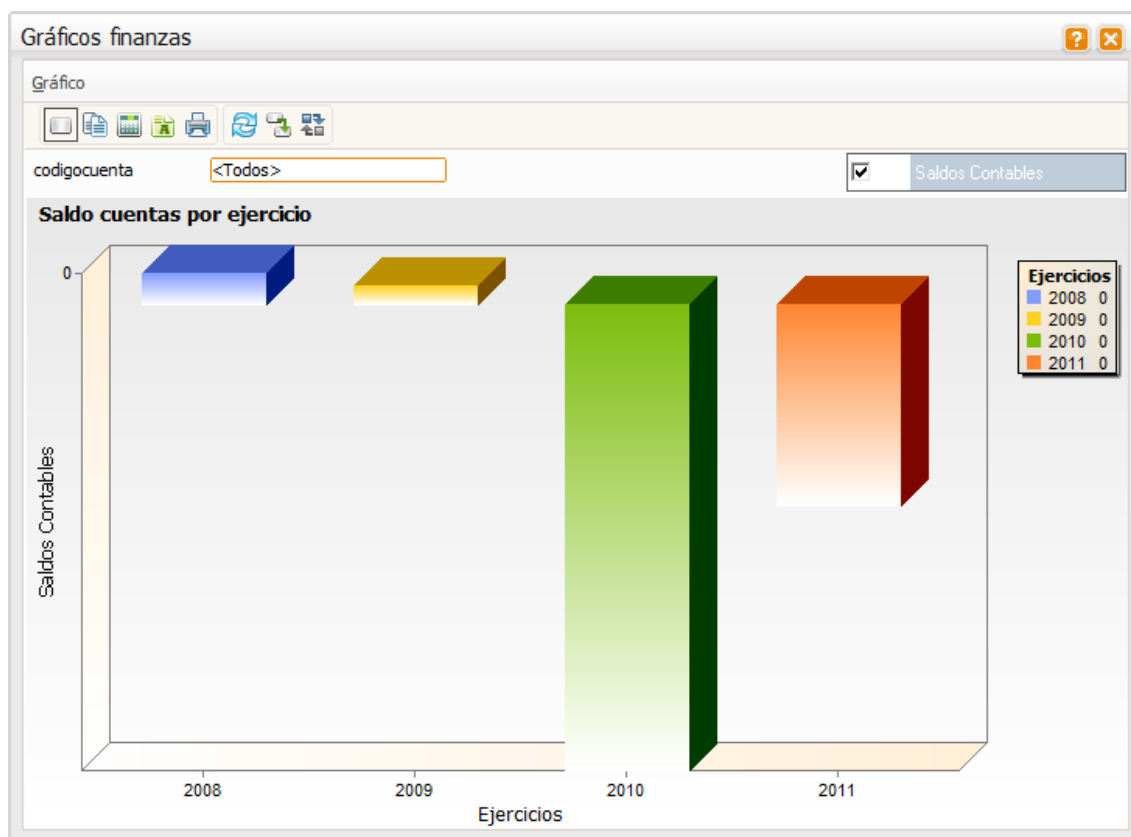 Gráficos finanzas
Gráfico
codigocuenta <Todos> Saldos Contables
Saldo cuentas por ejercicio
0
Saldos Contables
Ejercicios
2008 0
2009 0
2010 0
2011 0
2008 2009 2010 2011
Ejercicios